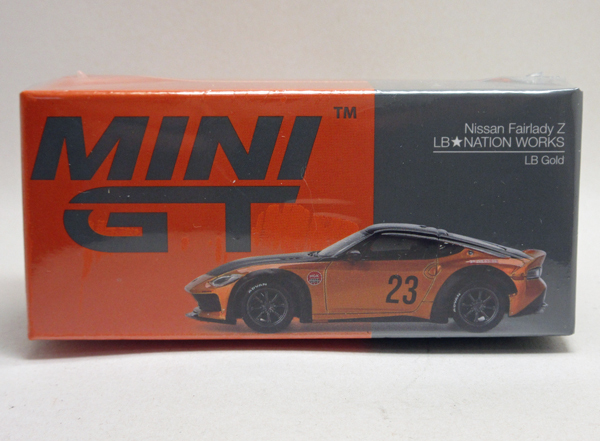 MINI
GT
TM
Nissan Fairlady Z
LB★NATION WORKS
LB Gold
23